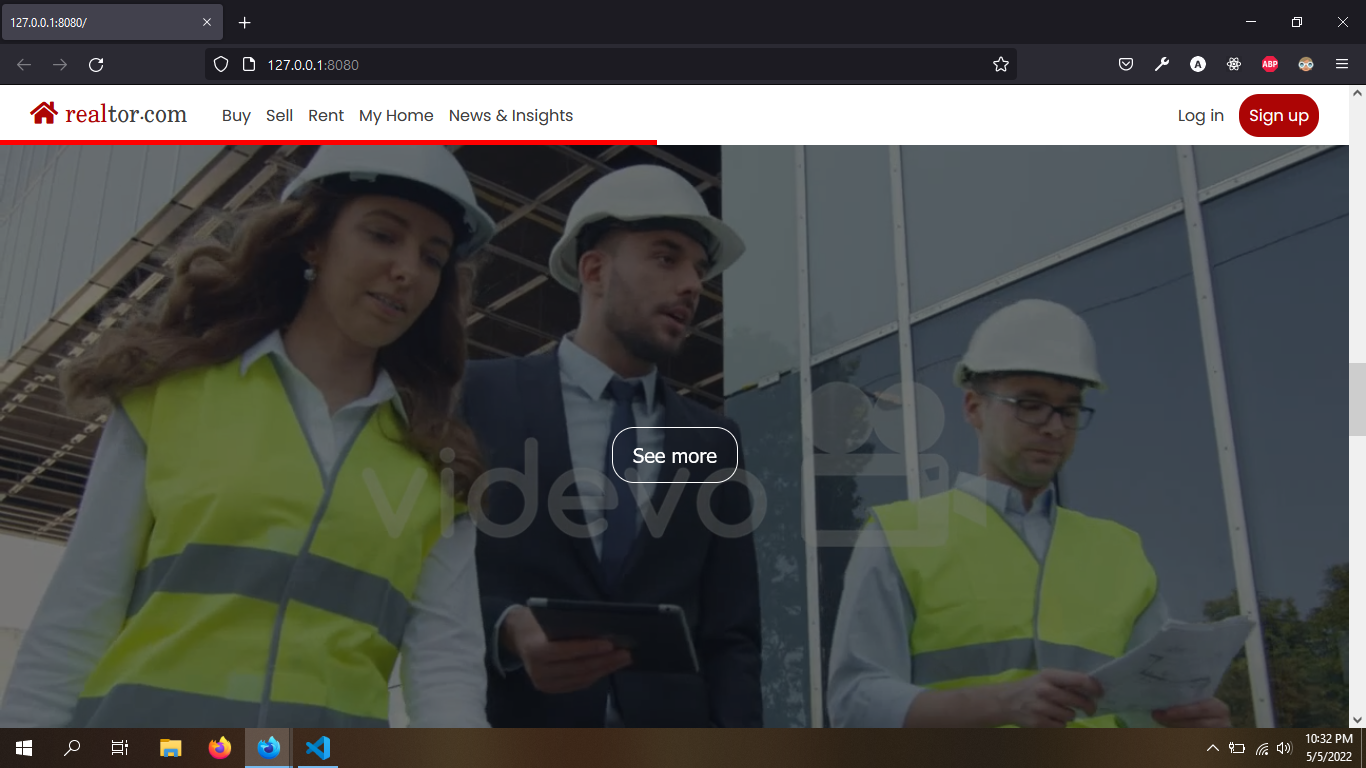 127.0.0.1:8080/
127.0.0.1:8080
A
ABP
realtor.com
Buy
Sell
Rent
My Home
News & Insights
Log in
Sign up
See more
videvo
10:32 PM
5/5/2022